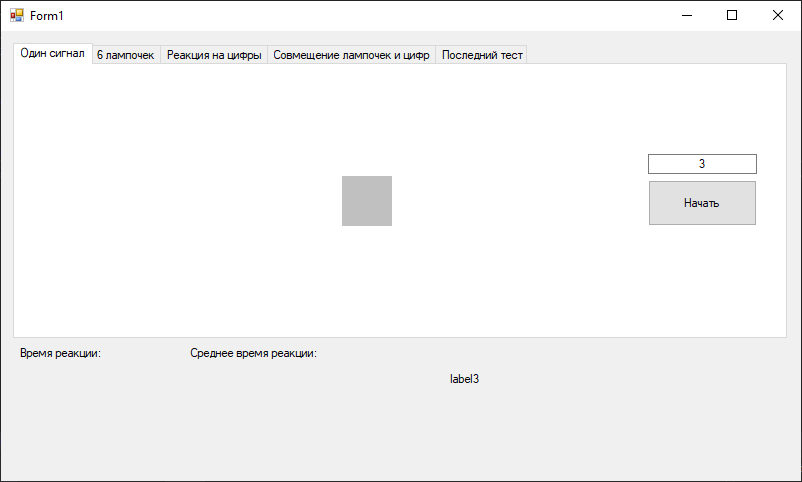 Form1
Один сигнал 6 лампочек Реакция на цифры Совмещение лампочек и цифр Последний тест
3
Начать
Время реакции: Среднее время реакции:
label3